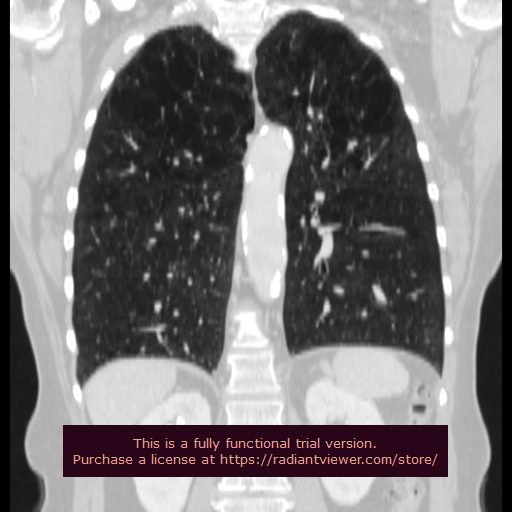 This is a fully functional trial version.
Purchase a license at https://radiantviewer.com/store/